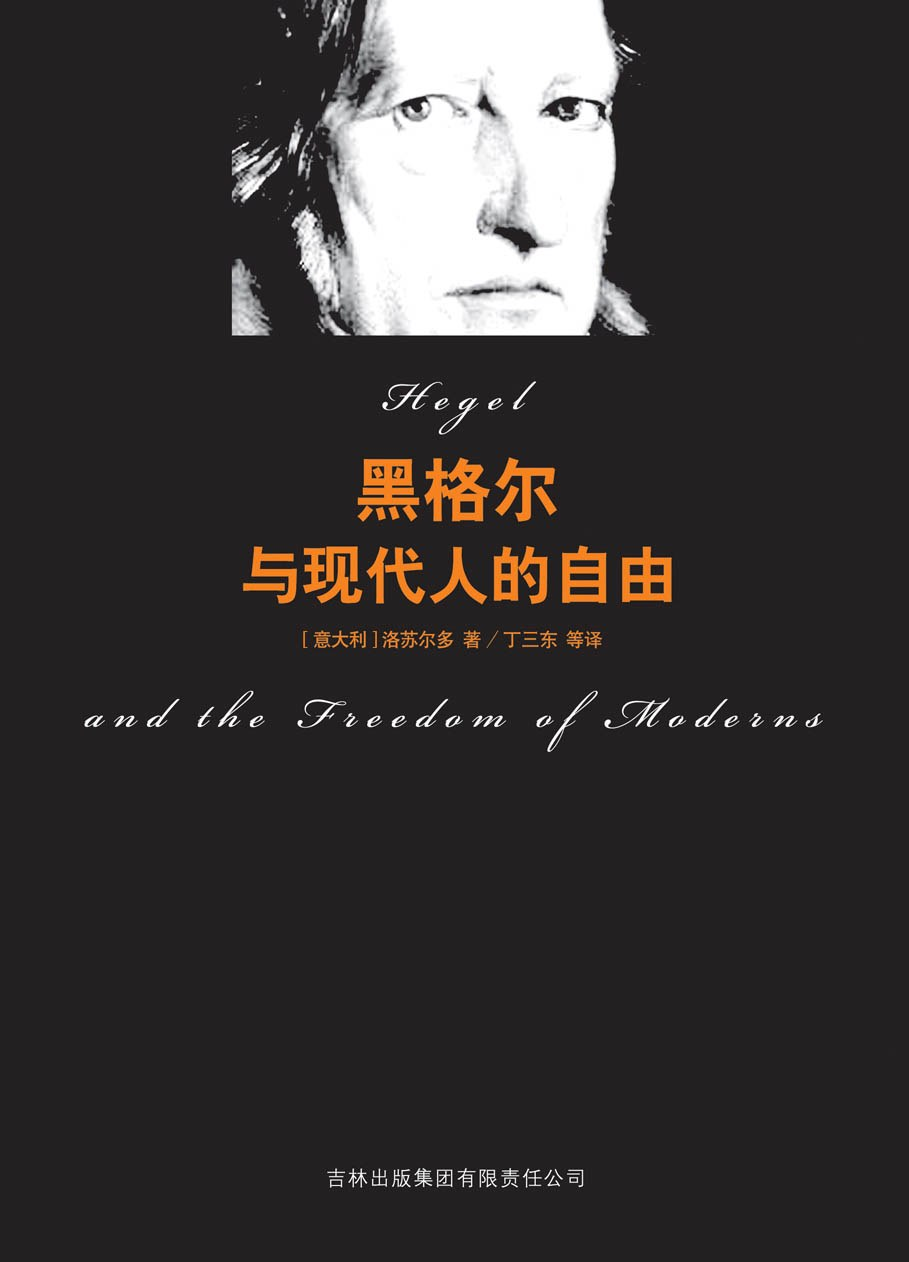 Hegel
黑格尔
与现代人的自由
[意大利]洛苏尔多 著/丁三东 等译
and the Freedom of Moderns
吉林出版集团有限责任公司